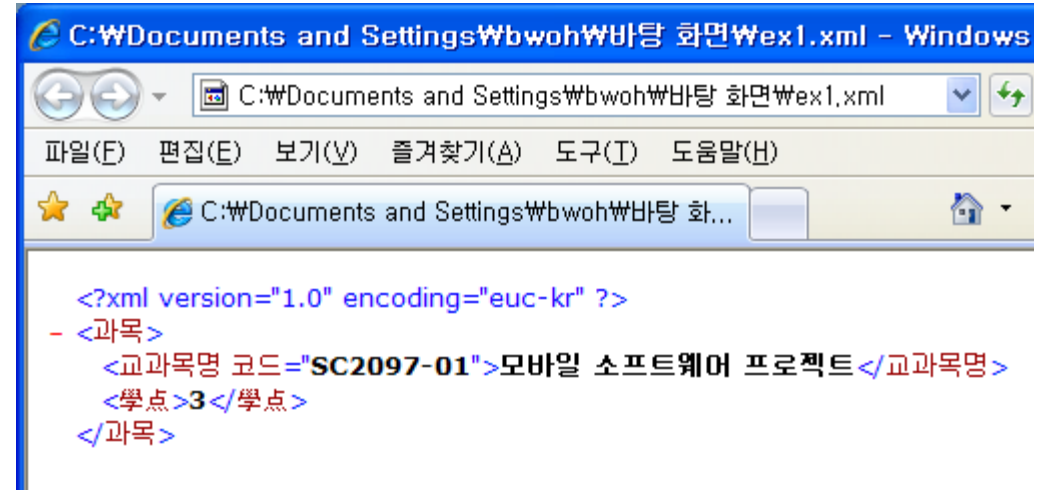 C:₩Documents and Settings₩bwoh₩바탕 화면₩ex1.xml - Windows
C:₩Documents and Settings₩bwoh₩바탕 화면₩ex1.xml
파일(F) 편집(E) 보기(V) 즐겨찾기(A) 도구(T) 도움말(H)
C:₩Documents and Settings₩bwoh₩바탕 화...
<?xml version="1.0" encoding="euc-kr" ?>
- <과목>
<교과목명 코드="SC2097-01">모바일 소프트웨어 프로젝트</교과목명>
<学点>3</学点>
</과목>